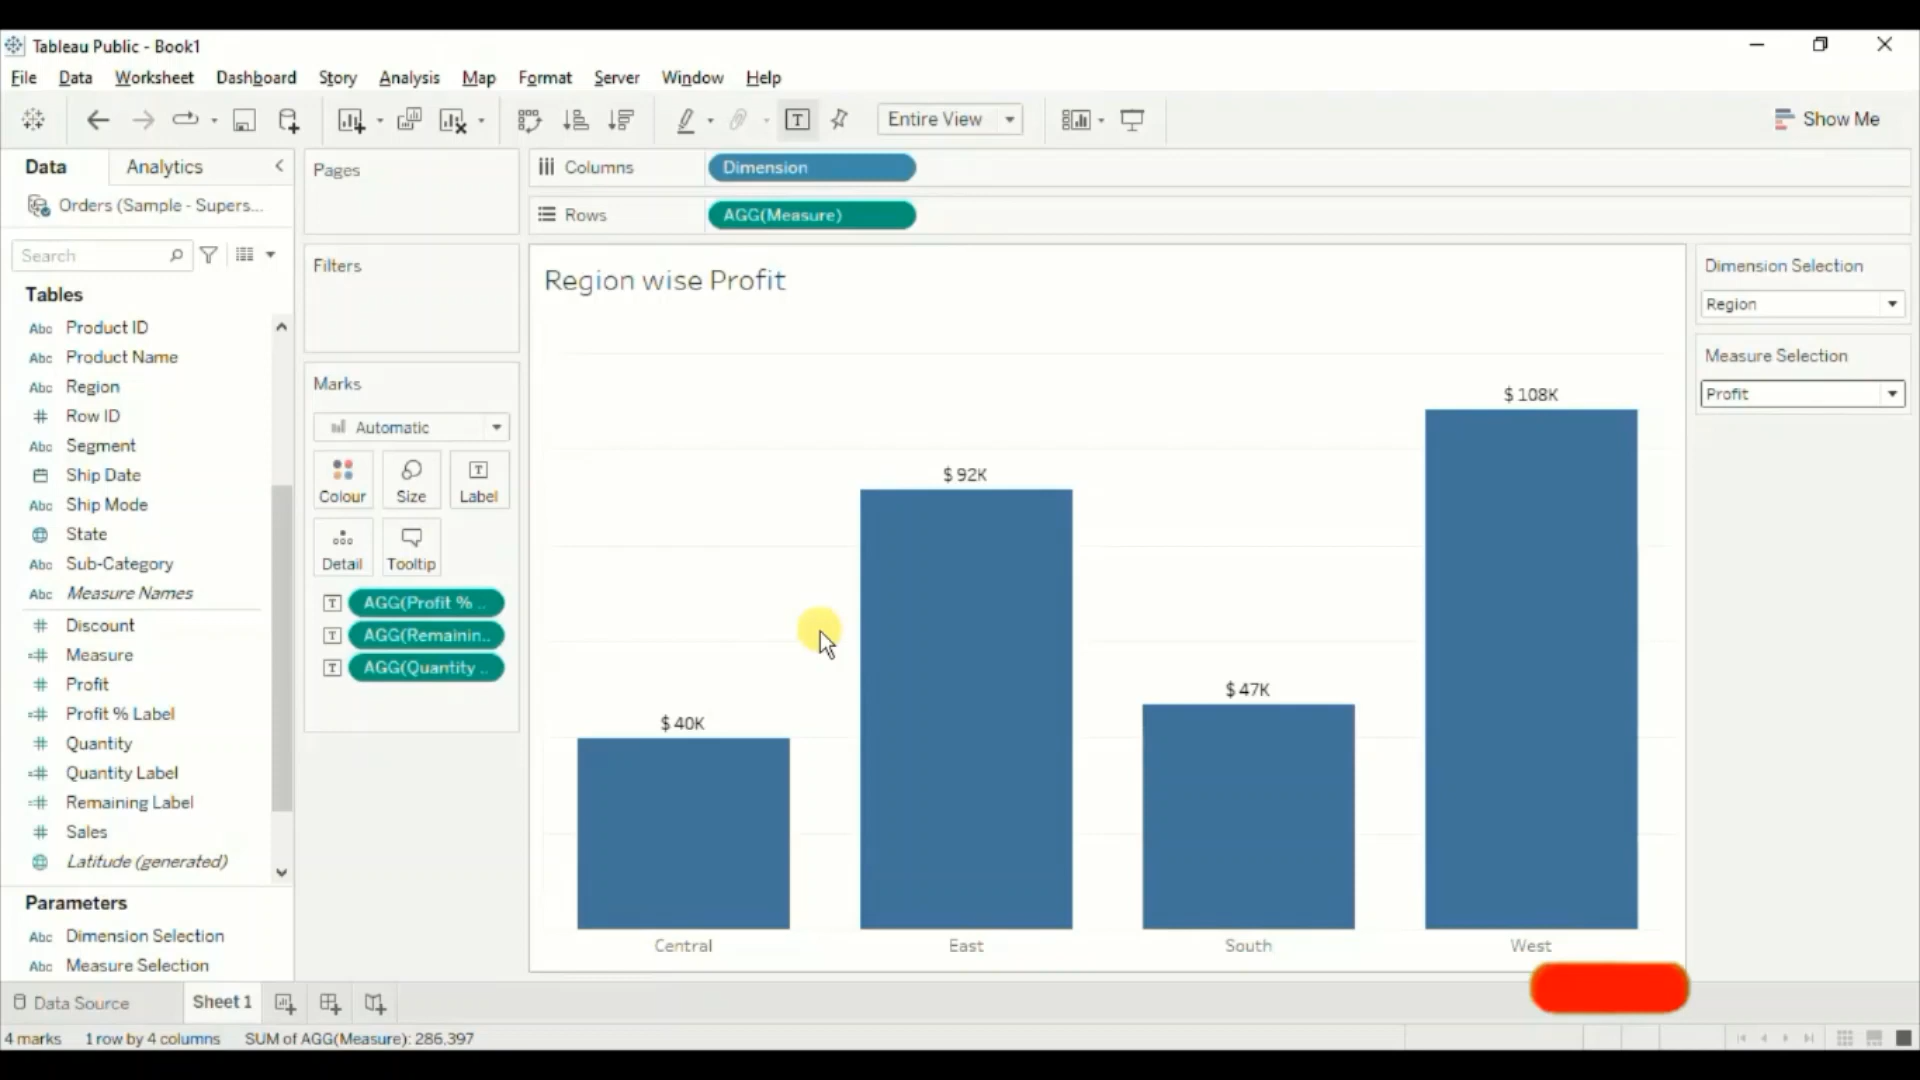 Tableau Public - Book1
File Data Worksheet Dashboard Story Analysis Map Format Server Window Help
Entire View
Show Me
Data Analytics
Orders (Sample - Supers...
Search
Tables
Abc Product ID
Abc Product Name
Abc Region
# Row ID
Abc Segment
Ship Date
Abc Ship Mode
State
Abc Sub-Category
Abc Measure Names
# Discount
=# Measure
# Profit
=# Profit % Label
# Quantity
=# Quantity Label
=# Remaining Label
# Sales
Latitude (generated)
Parameters
Abc Dimension Selection
Abc Measure Selection
Pages
Filters
Marks
Automatic
Colour Size T Label
Detail Tooltip
T AGG(Profit % ..
T AGG(Remainin..
T AGG(Quantity ..
Columns Dimension
Rows AGG(Measure)
Region wise Profit
$ 40K
$ 92K
$ 47K
$ 108K
Central East South West
Dimension Selection
Region
Measure Selection
Profit
Data Source Sheet 1
4 marks 1 row by 4 columns SUM of AGG(Measure): 286,397